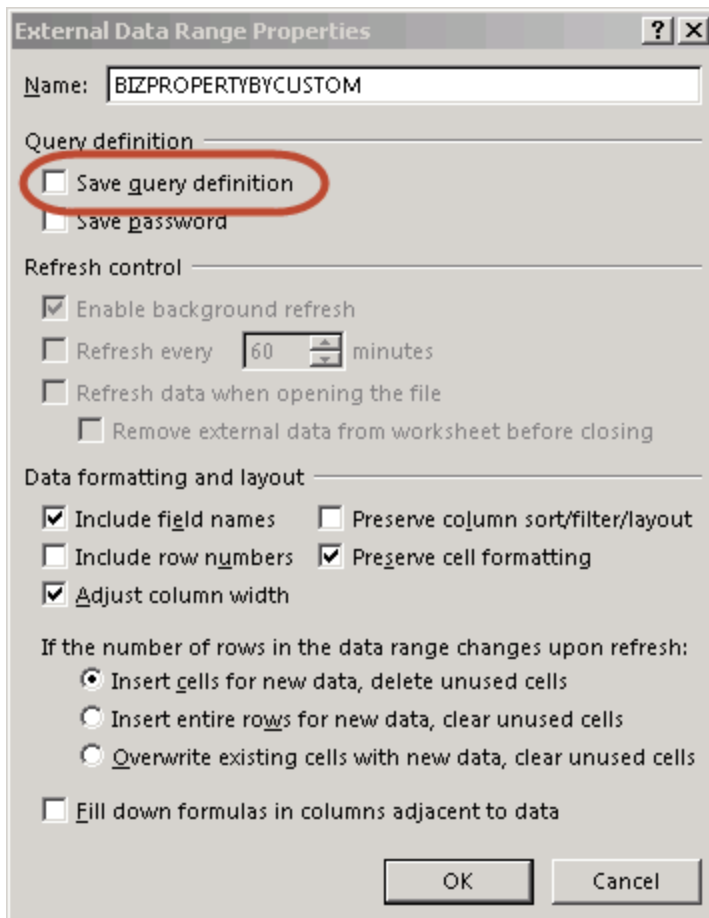 External Data Range Properties
Name: BIZPROPERTYBYCUSTOM
Query definition
Save query definition
Save password
Refresh control
Enable background refresh
Refresh every 60 minutes
Refresh data when opening the file
Remove external data from worksheet before closing
Data formatting and layout
Include field names Preserve column sort/filter/layout
Include row numbers Preserve cell formatting
Adjust column width
If the number of rows in the data range changes upon refresh:
Insert cells for new data, delete unused cells
Insert entire rows for new data, clear unused cells
Overwrite existing cells with new data, clear unused cells
Fill down formulas in columns adjacent to data
OK Cancel